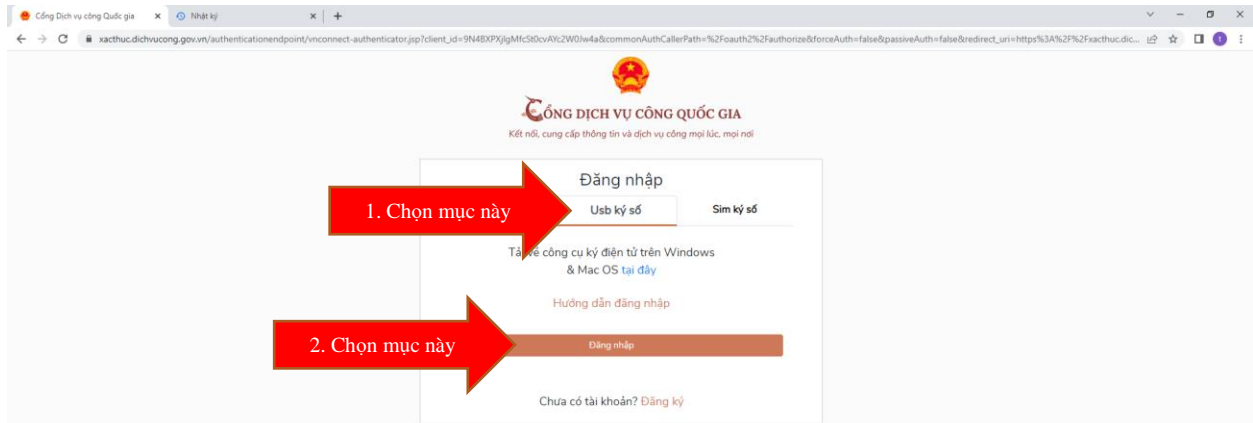 Cổng Dịch vụ công Quốc gia
Nhật ký
xacthuc.dichvucong.gov.vn/authenticationendpoint/vnconnect-authenticator.jsp?client_id=9N4BXPXjlgMfcSt0cvAYc2W0Jw4a&commonAuthCallerPath=%2Foauth2%2Fauthorize&forceAuth=false&passiveAuth=false&redirect_uri=https%3A%2F%2Fxacthuc.dic...
CỔNG DỊCH VỤ CÔNG QUỐC GIA
Kết nối, cung cấp thông tin và dịch vụ công mọi lúc, mọi nơi
Đăng nhập
1. Chọn mục này
Usb ký số
Sim ký số
Tải về công cụ ký điện tử trên Windows
& Mac OS tại đây
Hướng dẫn đăng nhập
2. Chọn mục này
Đăng nhập
Chưa có tài khoản? Đăng ký